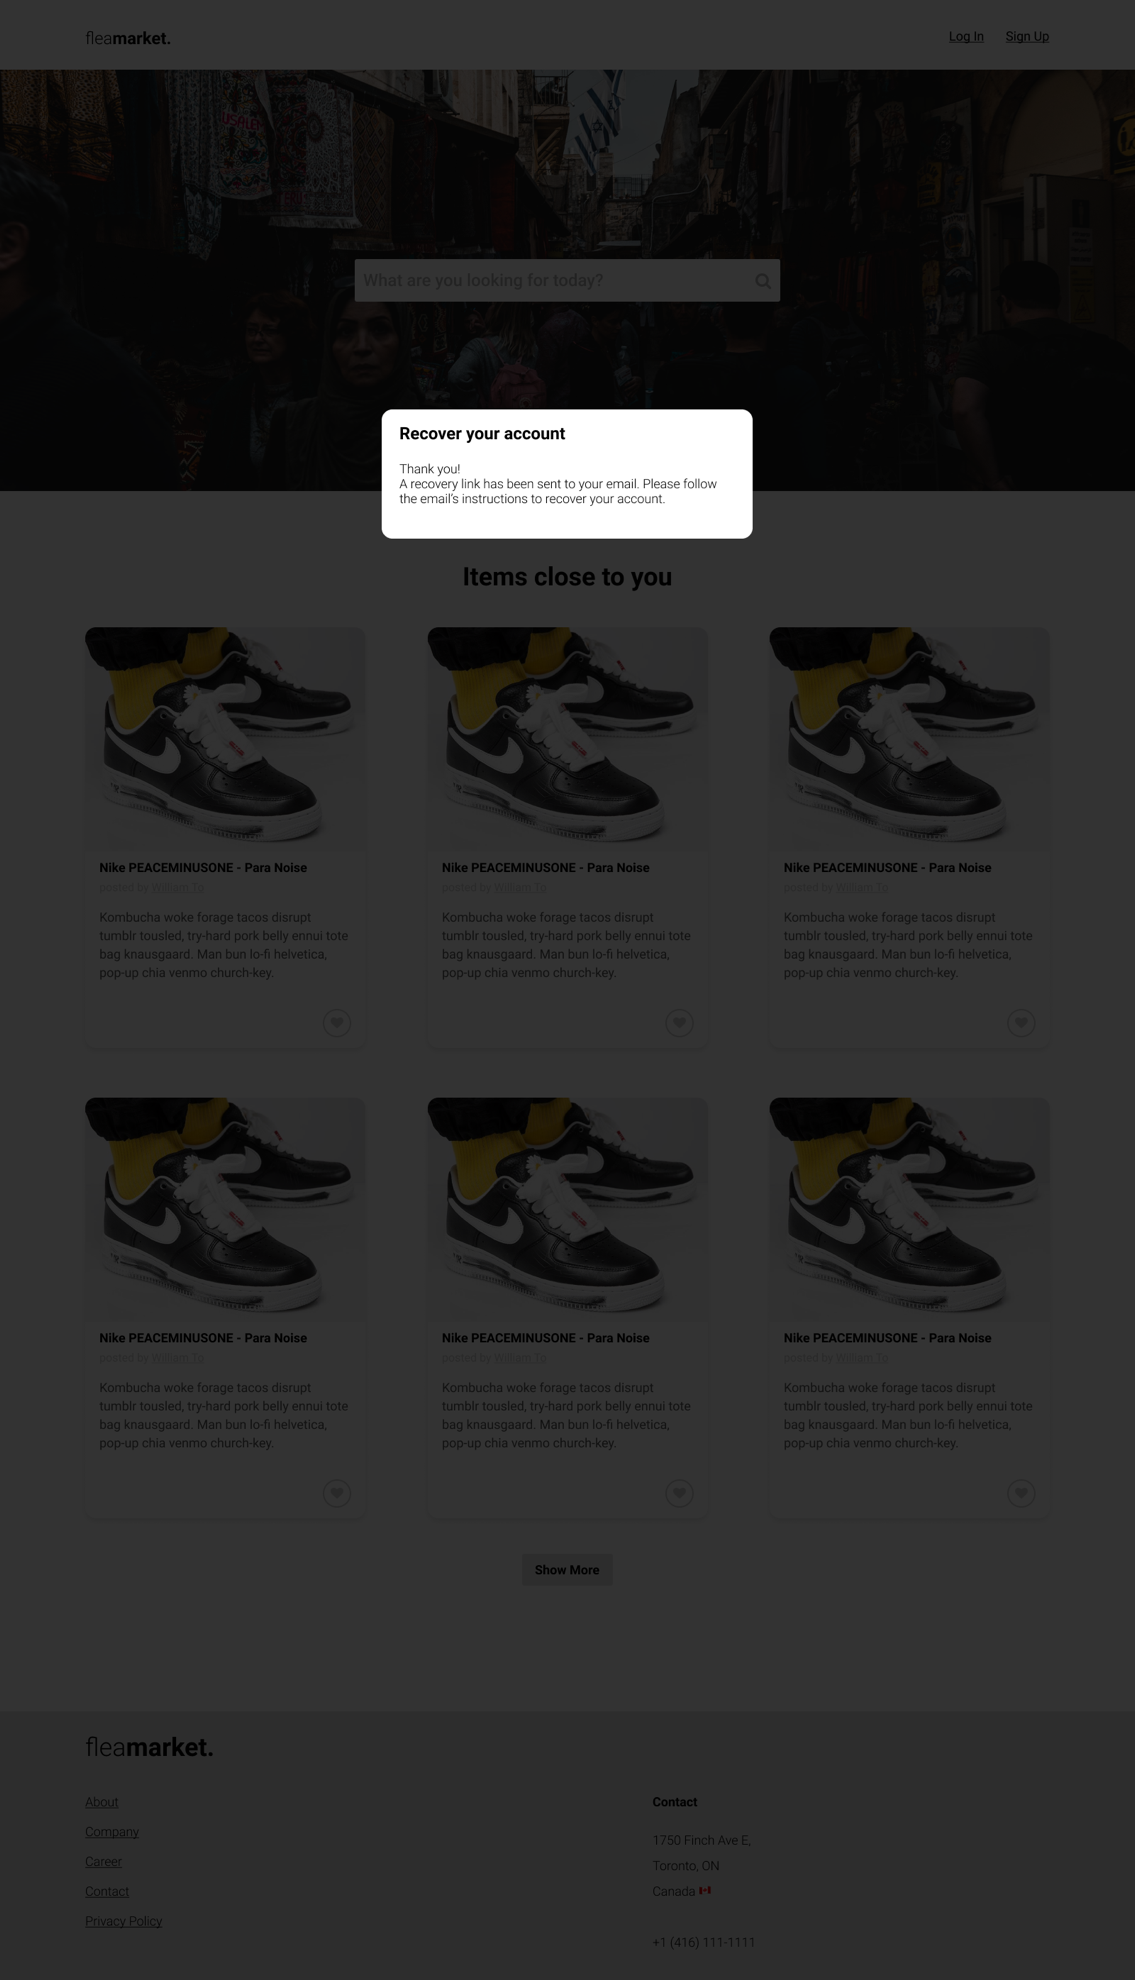 fleamarket.
Log In
Sign Up
USALEM
What are you looking for today?
Recover your account
Thank you!
A recovery link has been sent to your email. Please follow
the email's instructions to recover your account.
Items close to you
Nike PEACEMINUSONE - Para Noise
posted by William To
Kombucha woke forage tacos disrupt
tumblr tousled, try-hard pork belly ennui tote
bag knausgaard. Man bun lo-fi helvetica,
pop-up chia venmo church-key.
Nike PEACEMINUSONE - Para Noise
posted by William To
Kombucha woke forage tacos disrupt
tumblr tousled, try-hard pork belly ennui tote
bag knausgaard. Man bun lo-fi helvetica,
pop-up chia venmo church-key.
Nike PEACEMINUSONE - Para Noise
posted by William To
Kombucha woke forage tacos disrupt
tumblr tousled, try-hard pork belly ennui tote
bag knausgaard. Man bun lo-fi helvetica,
pop-up chia venmo church-key.
Nike PEACEMINUSONE - Para Noise
posted by William To
Kombucha woke forage tacos disrupt
tumblr tousled, try-hard pork belly ennui tote
bag knausgaard. Man bun lo-fi helvetica,
pop-up chia venmo church-key.
Nike PEACEMINUSONE - Para Noise
posted by William To
Kombucha woke forage tacos disrupt
tumblr tousled, try-hard pork belly ennui tote
bag knausgaard. Man bun lo-fi helvetica,
pop-up chia venmo church-key.
Nike PEACEMINUSONE - Para Noise
posted by William To
Kombucha woke forage tacos disrupt
tumblr tousled, try-hard pork belly ennui tote
bag knausgaard. Man bun lo-fi helvetica,
pop-up chia venmo church-key.
Show More
fleamarket.
About
Company
Career
Contact
Privacy Policy
Contact
1750 Finch Ave E,
Toronto, ON
Canada 🇨🇦
+1 (416) 111-1111